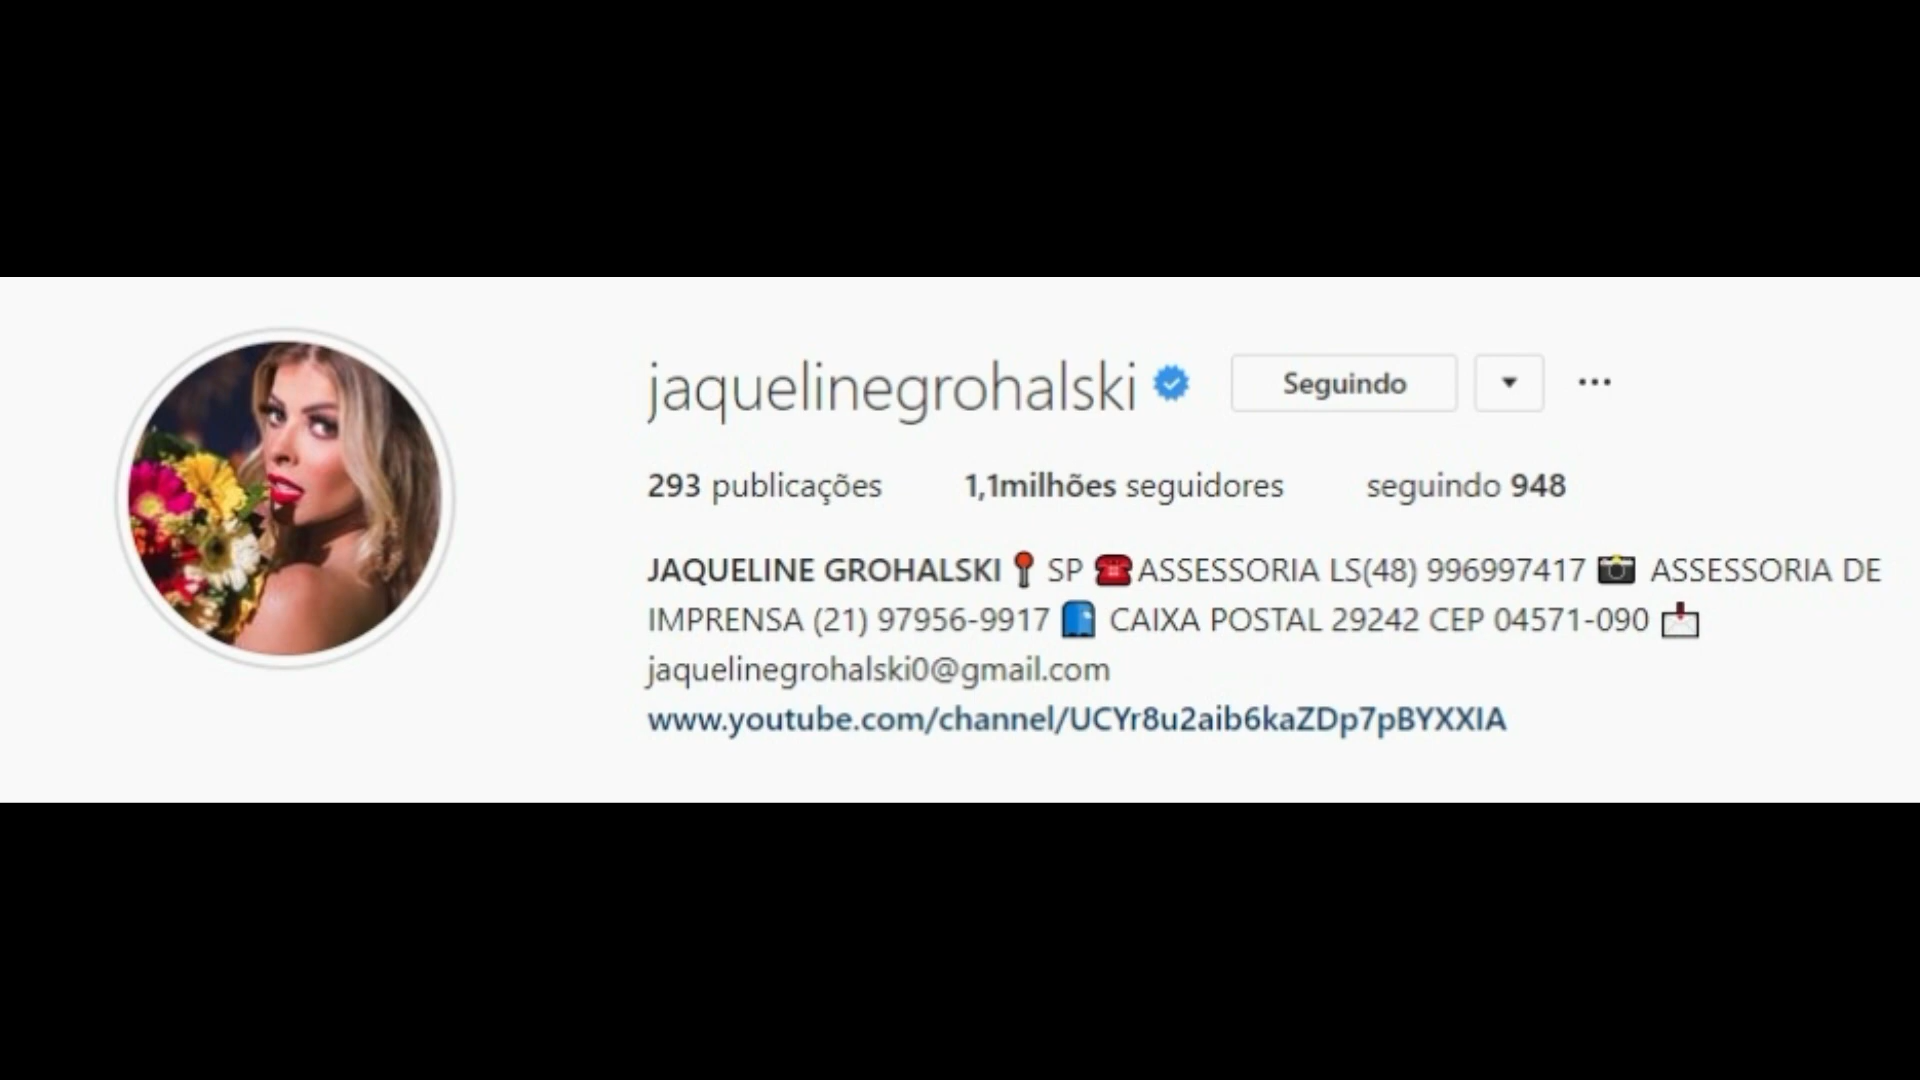 jaquelinegrohalski Seguindo
293 publicações 1,1milhões seguidores seguindo 948
JAQUELINE GROHALSKI📍 SP ☎️ASSESSORIA LS(48) 996997417 📷 ASSESSORIA DE
IMPRENSA (21) 97956-9917 📘 CAIXA POSTAL 29242 CEP 04571-090 📩
jaquelinegrohalski0@gmail.com
www.youtube.com/channel/UCYr8u2aib6kaZDp7pBYXXIA